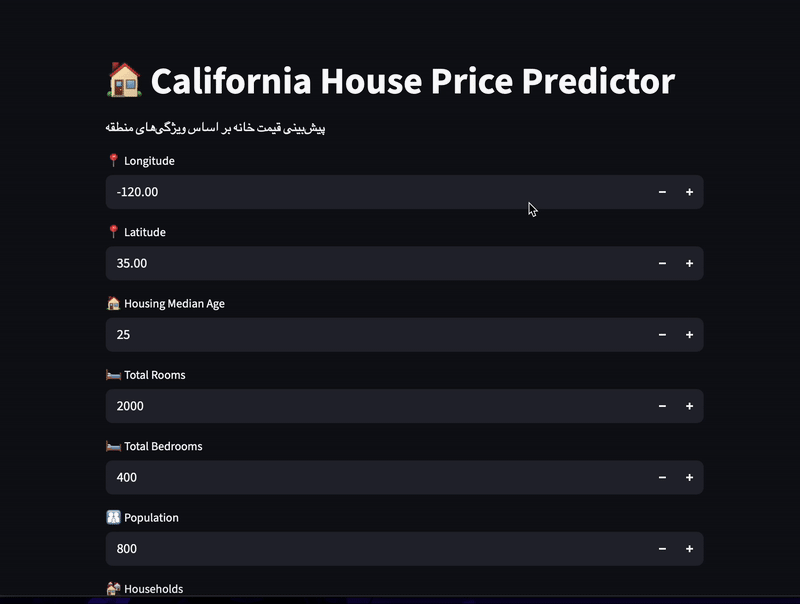 🏠 California House Price Predictor
پیش‌بینی قیمت خانه بر اساس ویژگی‌های منطقه
📍 Longitude
-120.00 − +
📍 Latitude
35.00 − +
🏠 Housing Median Age
25 − +
🛏️ Total Rooms
2000 − +
🛏️ Total Bedrooms
400 − +
Population
800 − +
🏘️ Households